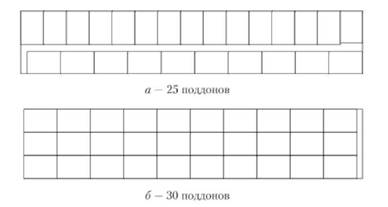 а — 25 поддонов
б — 30 поддонов